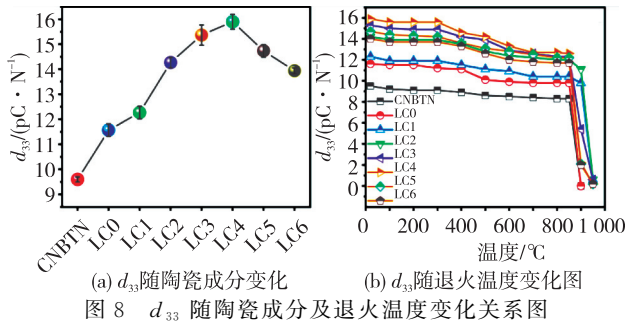 d33/(pC·N-1)
16
15
14
13
12
11
10
9
CNBTN
LC0
LC1
LC2
LC3
LC4
LC5
LC6
(a) d33随陶瓷成分变化
d33/(pC·N-1)
16
14
12
10
8
6
4
2
0
CNBTN
LC0
LC1
LC2
LC3
LC4
LC5
LC6
0 200 400 600 800 1 000
温度/℃
(b) d33随退火温度变化图
图 8 d33 随陶瓷成分及退火温度变化关系图